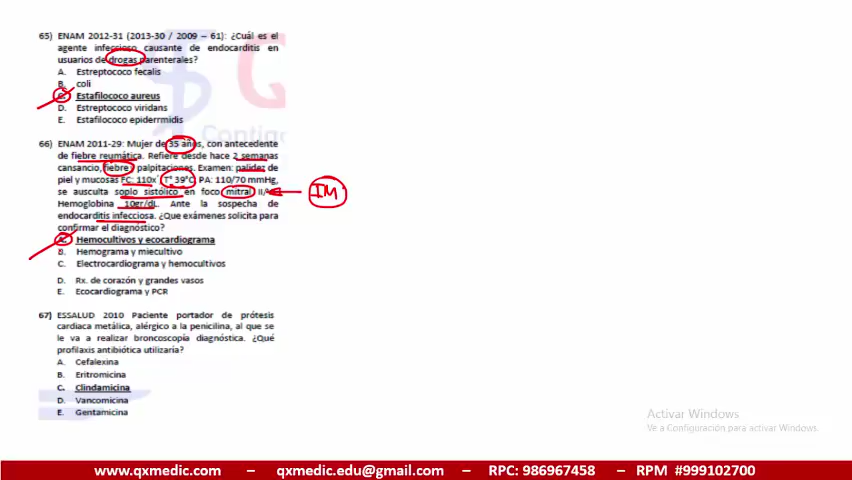 65) ENAM 2012-31 (2013-30 / 2009 – 61): ¿Cuál es el
agente infeccioso causante de endocarditis en
usuarios de drogas parenterales?
A. Estreptococo fecalis
B. coli
C. Estafilococo aureus
D. Estreptococo viridans
E. Estafilococo epiderrmidis
66) ENAM 2011-29: Mujer de 35 años, con antecedente
de fiebre reumática. Refiere desde hace 2 semanas
cansancio, fiebre y palpitaciones. Examen: palidez de
piel y mucosas FC: 110x' T° 39°C PA: 110/70 mmHg,
se ausculta soplo sistólico en foco mitral II/
IM
Hemoglobina 10gr/dL. Ante la sospecha de
endocarditis infecciosa. ¿Que exámenes solicita para
confirmar el diagnóstico?
A. Hemocultivos y ecocardiograma
B. Hemograma y miecultivo
C. Electrocardiograma y hemocultivos
D. Rx. de corazón y grandes vasos
E. Ecocardiograma y PCR
67) ESSALUD 2010 Paciente portador de prótesis
cardiaca metálica, alérgico a la penicilina, al que se
le va a realizar broncoscopía diagnóstica. ¿Qué
profilaxis antibiótica utilizaría?
A. Cefalexina
B. Eritromicina
C. Clindamicina
D. Vancomicina
E. Gentamicina
Activar Windows
Ve a Configuración para activar Windows.
www.qxmedic.com – qxmedic.edu@gmail.com – RPC: 986967458 – RPM #999102700